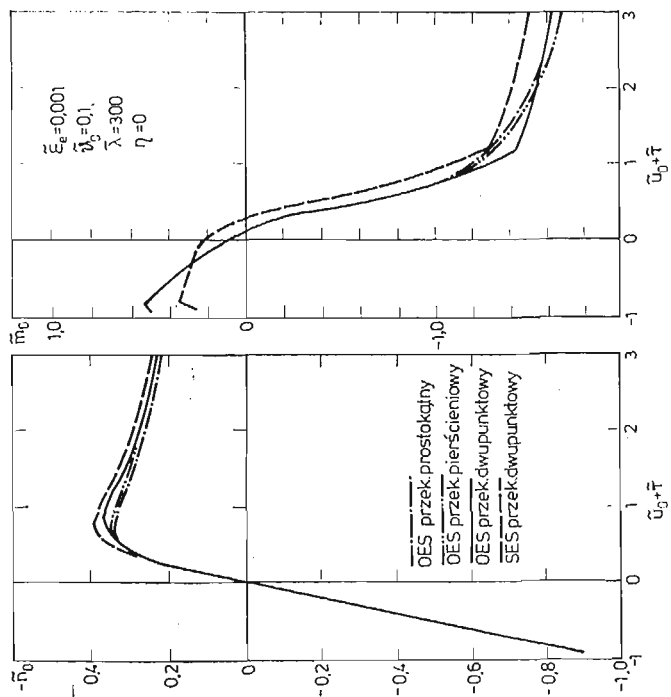 -ñ₀
0,4
0,2
0
-0,2
-0,4
-0,6
-0,8
-1,0
-1
0
1
2
3
ũ₀+τ̃
OES przek.prostokątny
OES przek.pierścieniowy
OES przek.dwupunktowy
SES przek.dwupunktowy
m̃₀
1,0
0
-1,0
-1
0
1
2
3
ũ₀+τ̃
ε̃ₑ=0,001
ϑ̃₀=0,1
λ̄=300
η=0